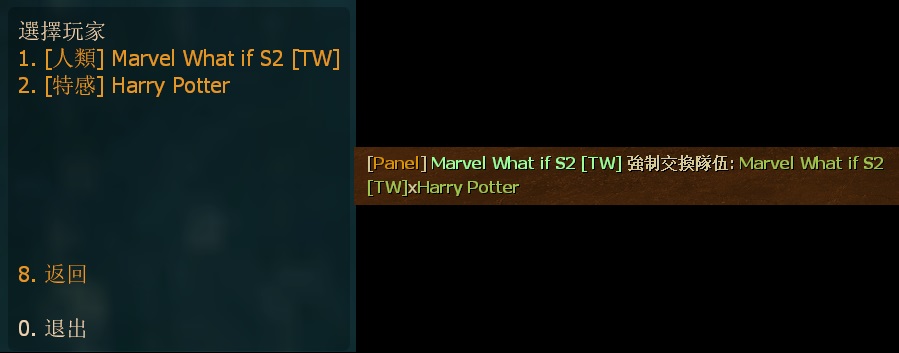 選擇玩家
1. [人類] Marvel What if S2 [TW]
2. [特感] Harry Potter
8. 返回
0. 退出
[Panel] Marvel What if S2 [TW] 強制交換隊伍: Marvel What if S2
[TW]xHarry Potter